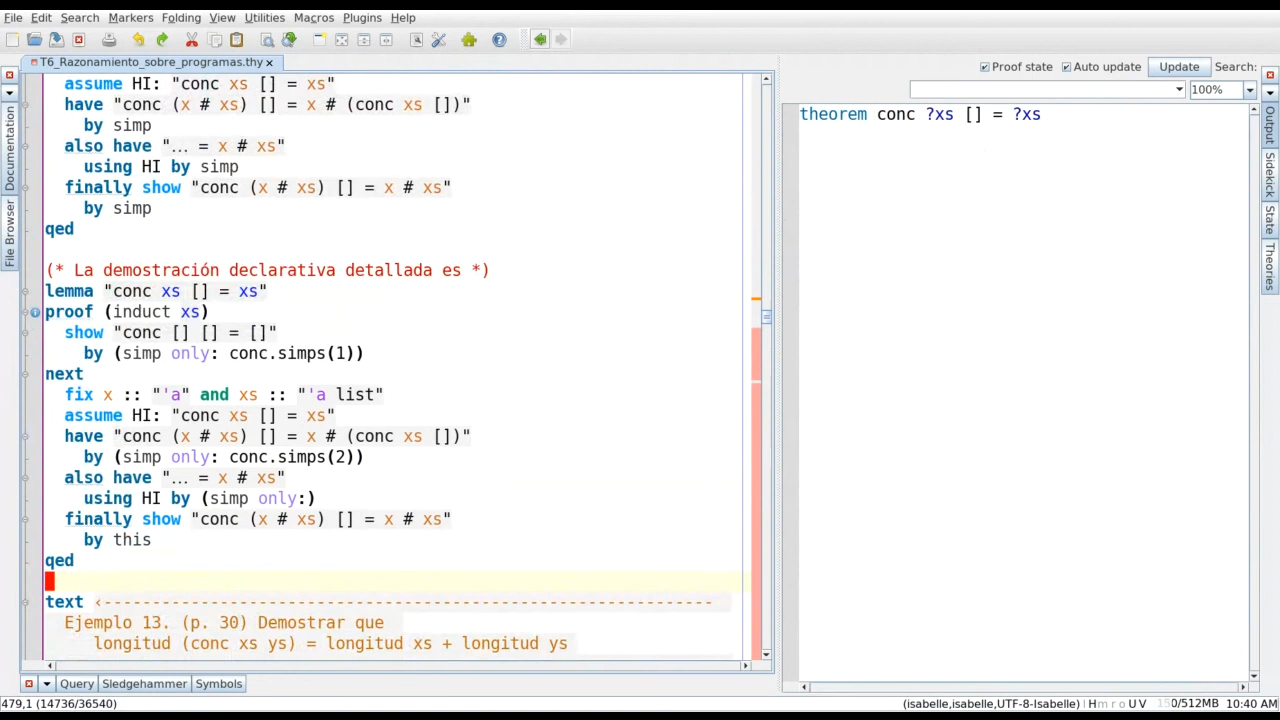 File Edit Search Markers Folding View Utilities Macros Plugins Help
T6_Razonamiento_sobre_programas.thy
assume HI: "conc xs [] = xs"
have "conc (x # xs) [] = x # (conc xs [])"
by simp
also have "... = x # xs"
using HI by simp
finally show "conc (x # xs) [] = x # xs"
by simp
qed
(* La demostración declarativa detallada es *)
lemma "conc xs [] = xs"
proof (induct xs)
show "conc [] [] = []"
by (simp only: conc.simps(1))
next
fix x :: "'a" and xs :: "'a list"
assume HI: "conc xs [] = xs"
have "conc (x # xs) [] = x # (conc xs [])"
by (simp only: conc.simps(2))
also have "... = x # xs"
using HI by (simp only:)
finally show "conc (x # xs) [] = x # xs"
by this
qed
text ‹-----------------------------------------------------------------
Ejemplo 13. (p. 30) Demostrar que
longitud (conc xs ys) = longitud xs + longitud ys
Documentation
File Browser
Proof state Auto update Update Search:
100%
theorem conc ?xs [] = ?xs
Output
Sidekick
State
Theories
Query Sledgehammer Symbols
479,1 (14736/36540)
(isabelle,isabelle,UTF-8-Isabelle) H m r o U V
0/512MB 10:40 AM